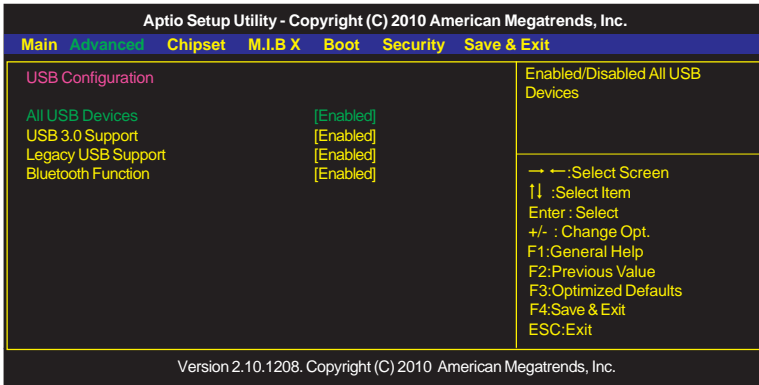 Aptio Setup Utility - Copyright (C) 2010 American Megatrends, Inc.
Main Advanced Chipset M.I.B X Boot Security Save & Exit
USB Configuration
All USB Devices [Enabled]
USB 3.0 Support [Enabled]
Legacy USB Support [Enabled]
Bluetooth Function [Enabled]
Enabled/Disabled All USB
Devices
→ ←:Select Screen
↑↓ :Select Item
Enter : Select
+/- : Change Opt.
F1:General Help
F2:Previous Value
F3:Optimized Defaults
F4:Save & Exit
ESC:Exit
Version 2.10.1208. Copyright (C) 2010 American Megatrends, Inc.